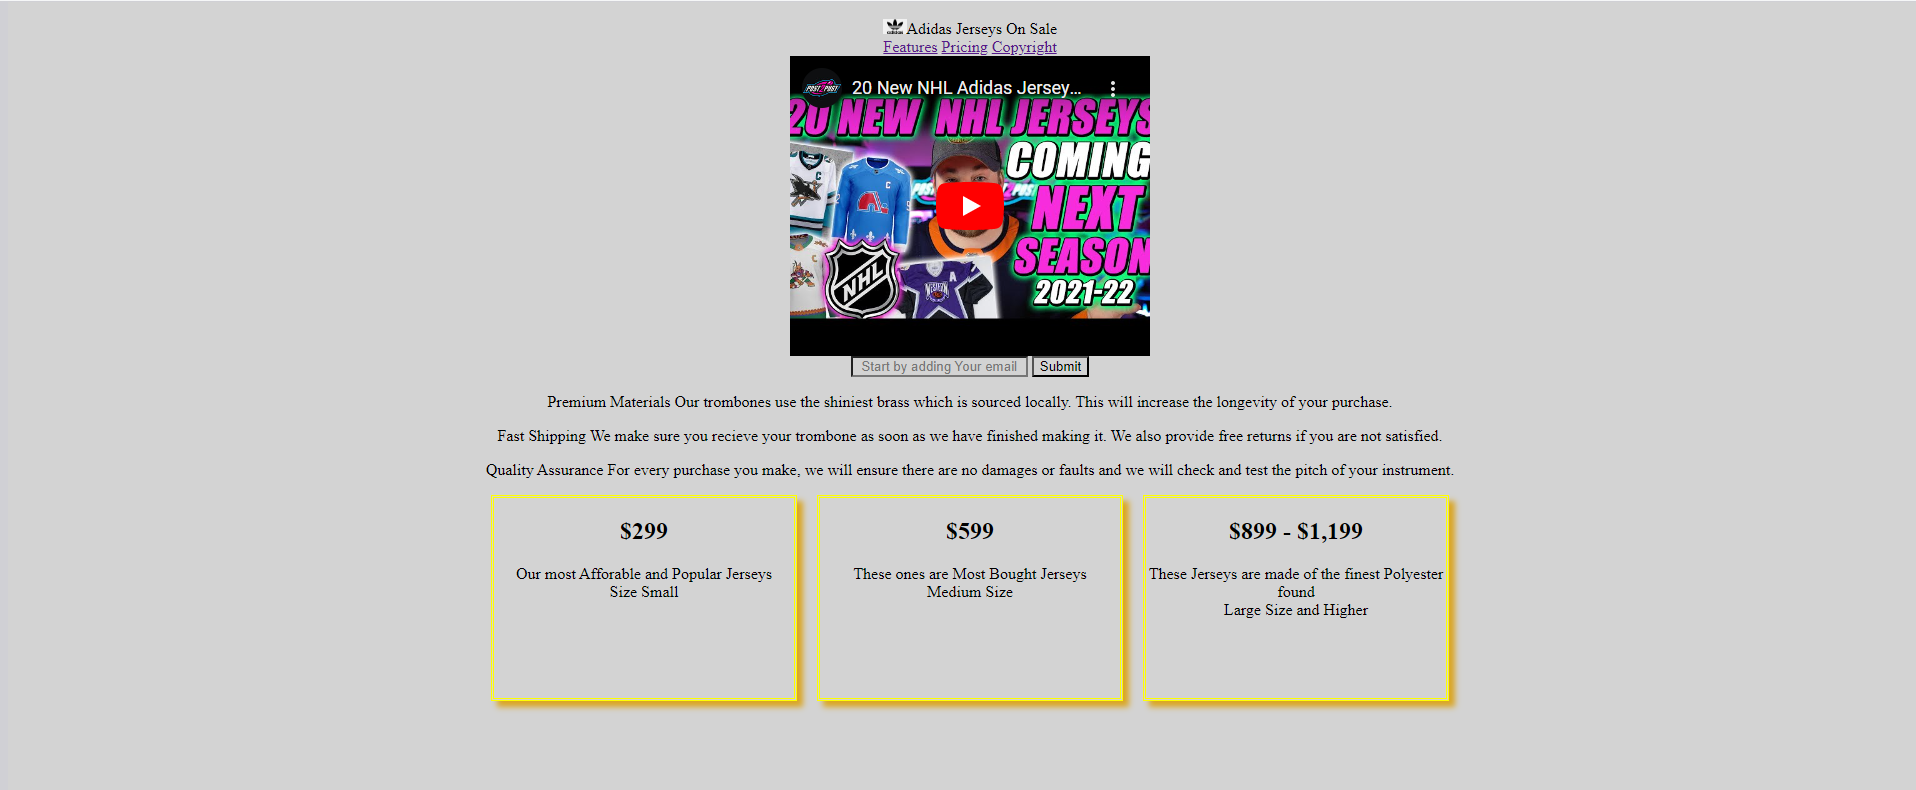 adidas Adidas Jerseys On Sale
Features Pricing Copyright
POST 2 POST 20 New NHL Adidas Jersey...
20 NEW NHL JERSEYS
COMING
NEXT
SEASON
2021-22
NHL
Start by adding Your email Submit
Premium Materials Our trombones use the shiniest brass which is sourced locally. This will increase the longevity of your purchase.
Fast Shipping We make sure you recieve your trombone as soon as we have finished making it. We also provide free returns if you are not satisfied.
Quality Assurance For every purchase you make, we will ensure there are no damages or faults and we will check and test the pitch of your instrument.
$299
Our most Afforable and Popular Jerseys
Size Small
$599
These ones are Most Bought Jerseys
Medium Size
$899 - $1,199
These Jerseys are made of the finest Polyester
found
Large Size and Higher